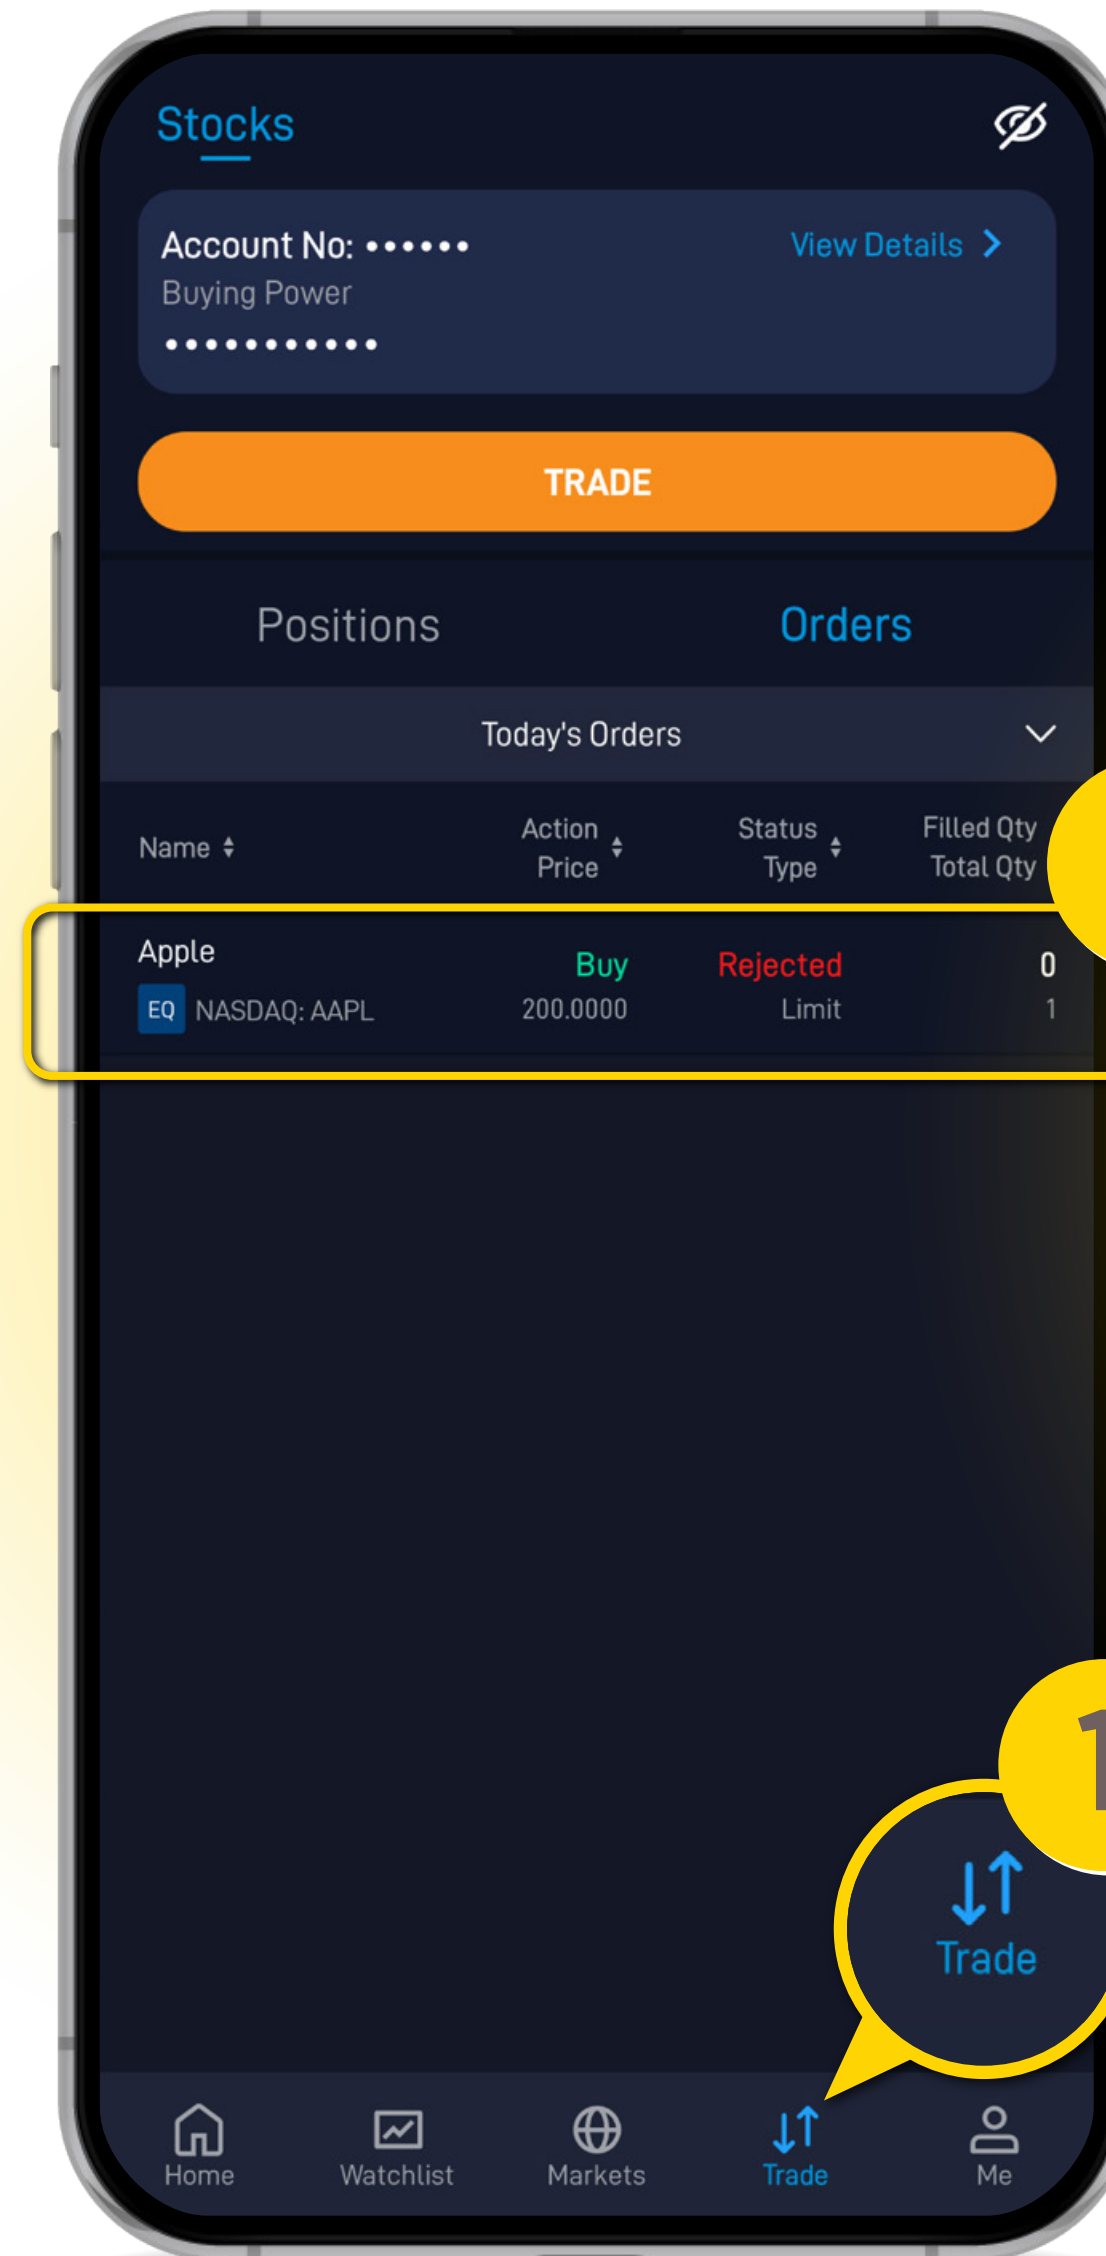 Stocks
Account No: ••••••
View Details
Buying Power
•••••••••••
TRADE
Positions
Orders
Today's Orders
Name
Action
Price
Status
Type
Filled Qty
Total Qty
Apple
Buy
Rejected
0
EQ
NASDAQ: AAPL
200.0000
Limit
1
1
Trade
Home
Watchlist
Markets
Trade
Me